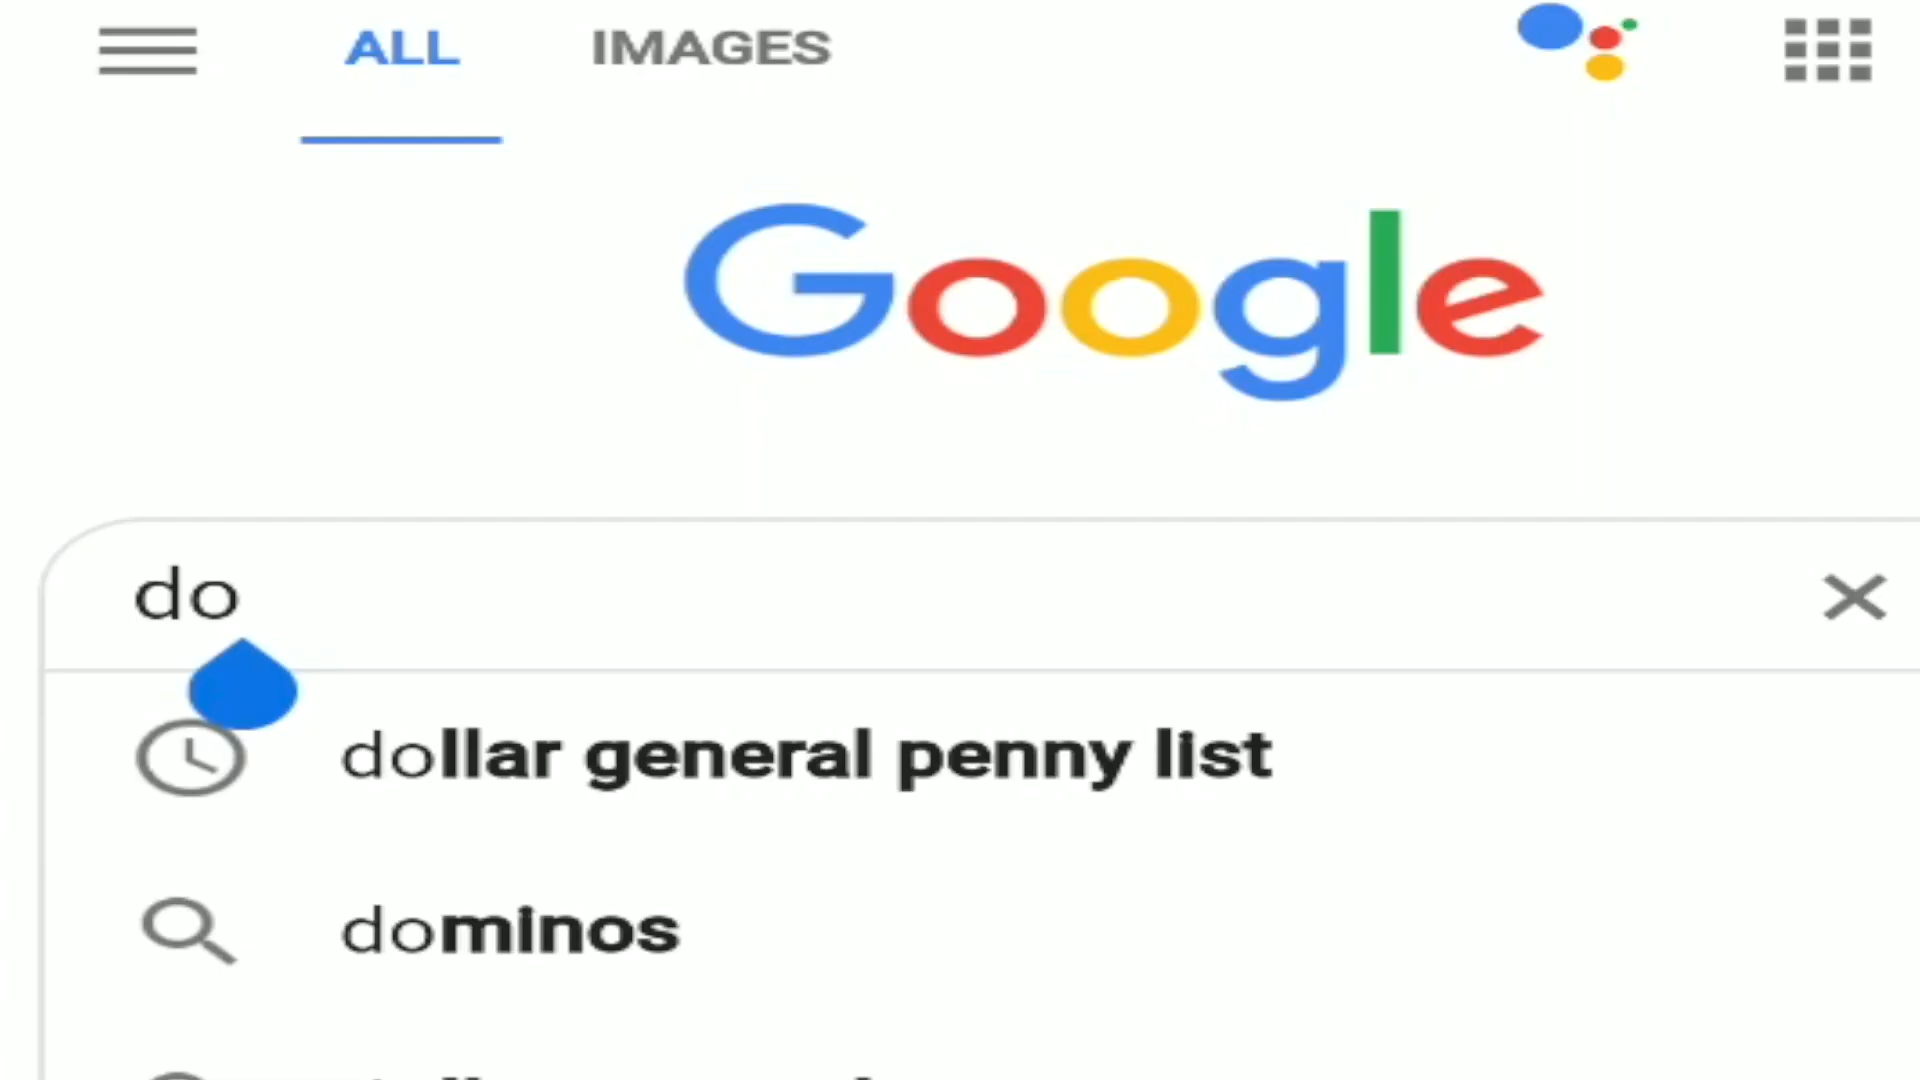 ALL IMAGES
Google
do
dollar general penny list
dominos